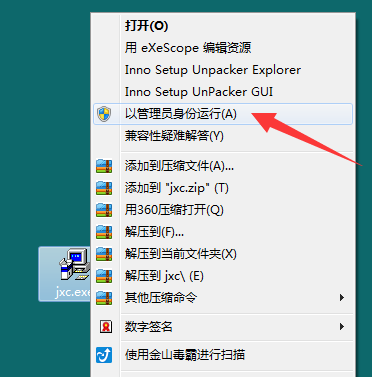 打开(O)
用 eXeScope 编辑资源
Inno Setup Unpacker Explorer
Inno Setup UnPacker GUI
以管理员身份运行(A)
兼容性疑难解答(Y)
添加到压缩文件(A)...
添加到 "jxc.zip" (T)
用360压缩打开(Q)
解压到(F)...
解压到当前文件夹(X)
解压到 jxc\ (E)
其他压缩命令
jxc.exe
数字签名
使用金山毒霸进行扫描